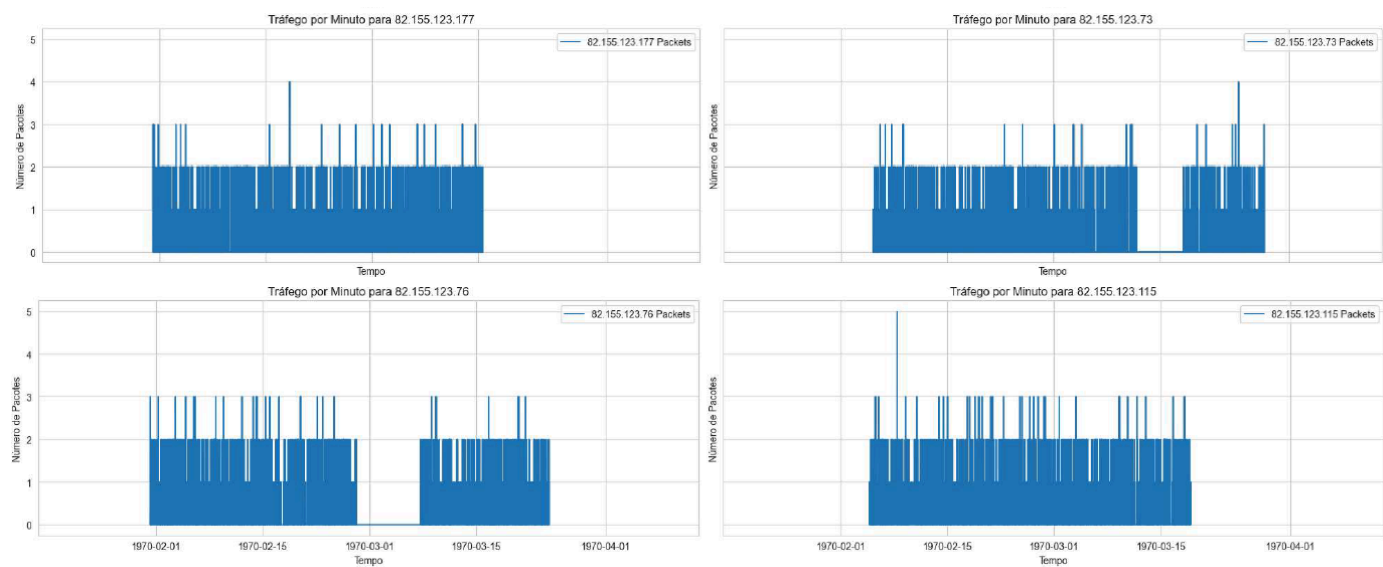 Tráfego por Minuto para 82.155.123.177
5
4
3
2
1
0
Número de Pacotes
82.155.123.177 Packets
Tempo
Tráfego por Minuto para 82.155.123.73
Número de Pacotes
82.155.123.73 Packets
Tempo
Tráfego por Minuto para 82.155.123.76
5
4
3
2
1
0
Número de Pacotes
82.155.123.76 Packets
1970-02-01
1970-02-15
1970-03-01
1970-03-15
1970-04-01
Tempo
Tráfego por Minuto para 82.155.123.115
Número de Pacotes
82.155.123.115 Packets
1970-02-01
1970-02-15
1970-03-01
1970-03-15
1970-04-01
Tempo